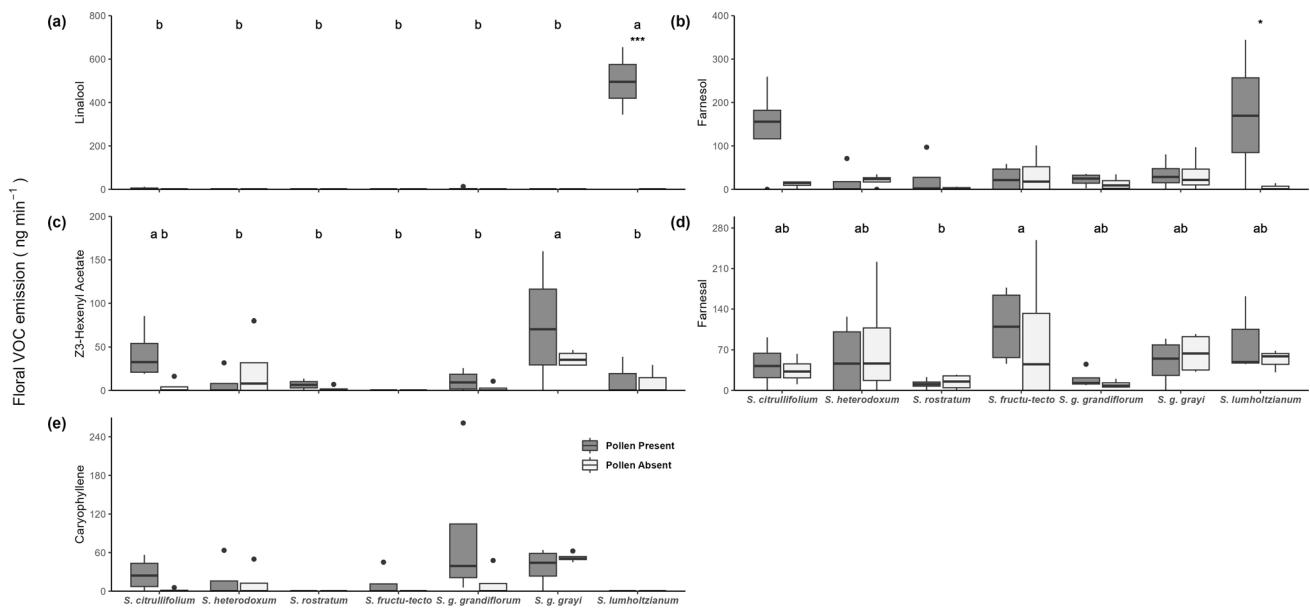 Floral VOC emission ( ng min⁻¹ )
(a)
Linalool
800
600
400
200
0
b b b b b b a
***
(b)
Farnesol
400
300
200
100
0
*
(c)
Z3-Hexenyl Acetate
200
150
100
50
0
a b b b b b a b
(d)
Farnesal
280
210
140
70
0
ab ab b a ab ab ab
S. citrullifolium S. heterodoxum S. rostratum S. fructu-tecto S. g. grandiflorum S. g. grayi S. lumholtzianum
(e)
Caryophyllene
240
180
120
60
0
Pollen Present
Pollen Absent
S. citrullifolium S. heterodoxum S. rostratum S. fructu-tecto S. g. grandiflorum S. g. grayi S. lumholtzianum